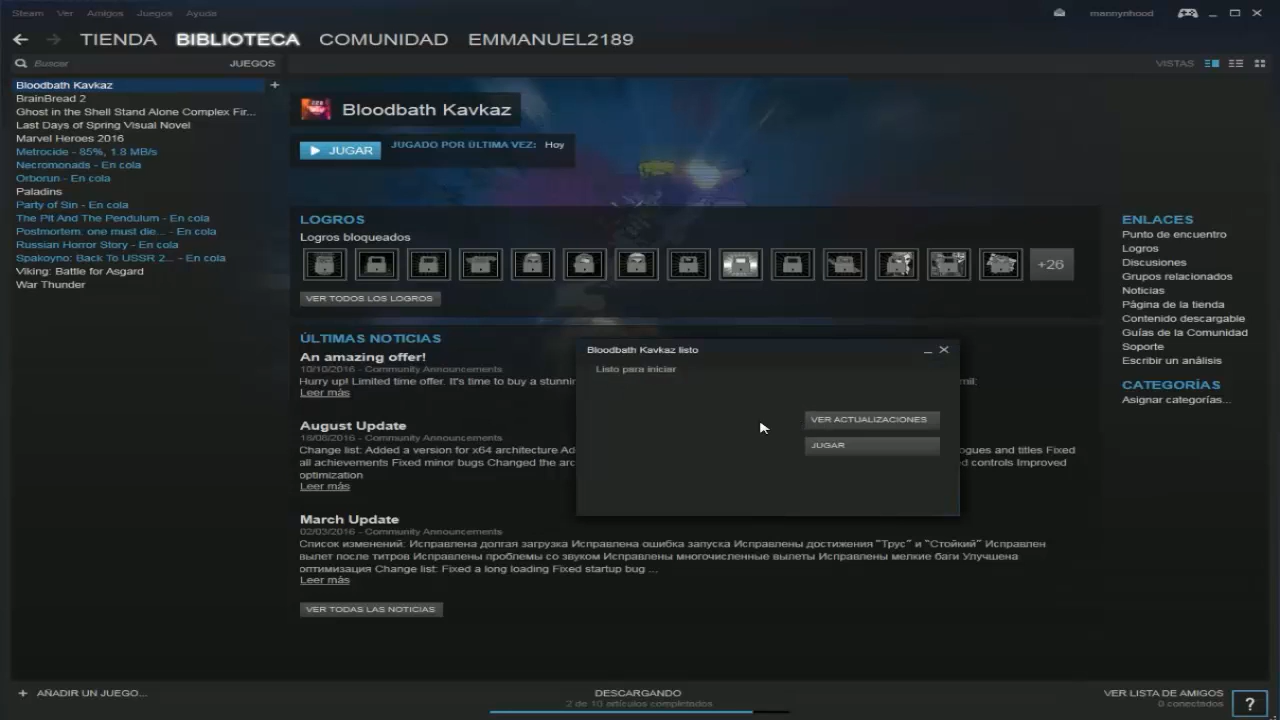 Steam Ver Amigos Juegos Ayuda
mannynhood
TIENDA BIBLIOTECA COMUNIDAD EMMANUEL2189
Buscar JUEGOS
VISTAS
Bloodbath Kavkaz
BrainBread 2
Ghost in the Shell Stand Alone Complex Fir...
Last Days of Spring Visual Novel
Marvel Heroes 2016
Metrocide - 85%, 1.8 MB/s
Necromonads - En cola
Orborun - En cola
Paladins
Party of Sin - En cola
The Pit And The Pendulum - En cola
Postmortem: one must die... - En cola
Russian Horror Story - En cola
Spakoyno: Back To USSR 2... - En cola
Viking: Battle for Asgard
War Thunder
Bloodbath Kavkaz
JUGAR
JUGADO POR ÚLTIMA VEZ: Hoy
LOGROS
Logros bloqueados
+26
VER TODOS LOS LOGROS
ÚLTIMAS NOTICIAS
An amazing offer!
10/10/2016 - Community Announcements
Hurry up! Limited time offer. It's time to buy a stunnin
Leer más
August Update
16/08/2016 - Community Announcements
Change list: Added a version for x64 architecture Ad ogues and titles Fixed
all achievements Fixed minor bugs Changed the arc d controls Improved
optimization
Leer más
March Update
02/03/2016 - Community Announcements
Список изменений: Исправлена долгая загрузка Исправлена ошибка запуска Исправлены достижения "Трус" и "Стойкий" Исправлен
вылет после титров Исправлены проблемы со звуком Исправлены многочисленные вылеты Исправлены мелкие баги Улучшена
оптимизация Change list: Fixed a long loading Fixed startup bug ...
Leer más
VER TODAS LAS NOTICIAS
Bloodbath Kavkaz listo
Listo para iniciar
VER ACTUALIZACIONES
JUGAR
ENLACES
Punto de encuentro
Logros
Discusiones
Grupos relacionados
Noticias
Página de la tienda
Contenido descargable
Guías de la Comunidad
Soporte
Escribir un análisis
CATEGORÍAS
Asignar categorías...
+ AÑADIR UN JUEGO...
DESCARGANDO
2 de 10 artículos completados
VER LISTA DE AMIGOS
0 conectados
?